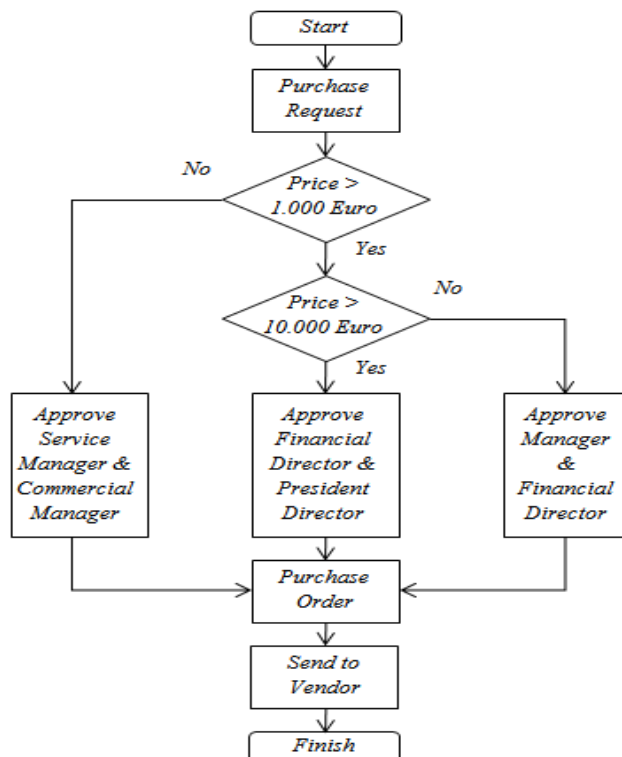 Start
Purchase
Request
No
Price >
1.000 Euro
Yes
Price >
10.000 Euro
No
Yes
Approve
Service
Manager &
Commercial
Manager
Approve
Financial
Director &
President
Director
Approve
Manager
&
Financial
Director
Purchase
Order
Send to
Vendor
Finish